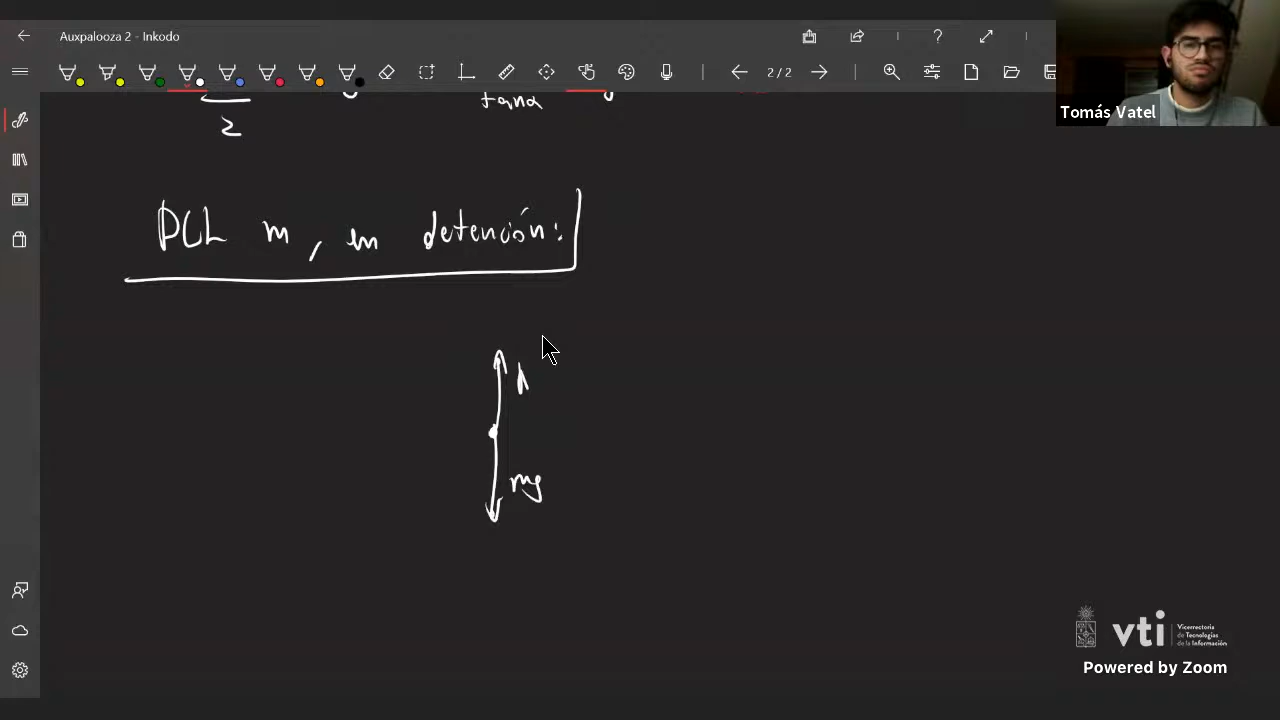 Auxpalooza 2 - Inkodo
2 / 2
Tomás Vatel
2
tanα
DCL m, en detención:
mg
vti Vicerrectoría de Tecnologías de la Información
Powered by Zoom